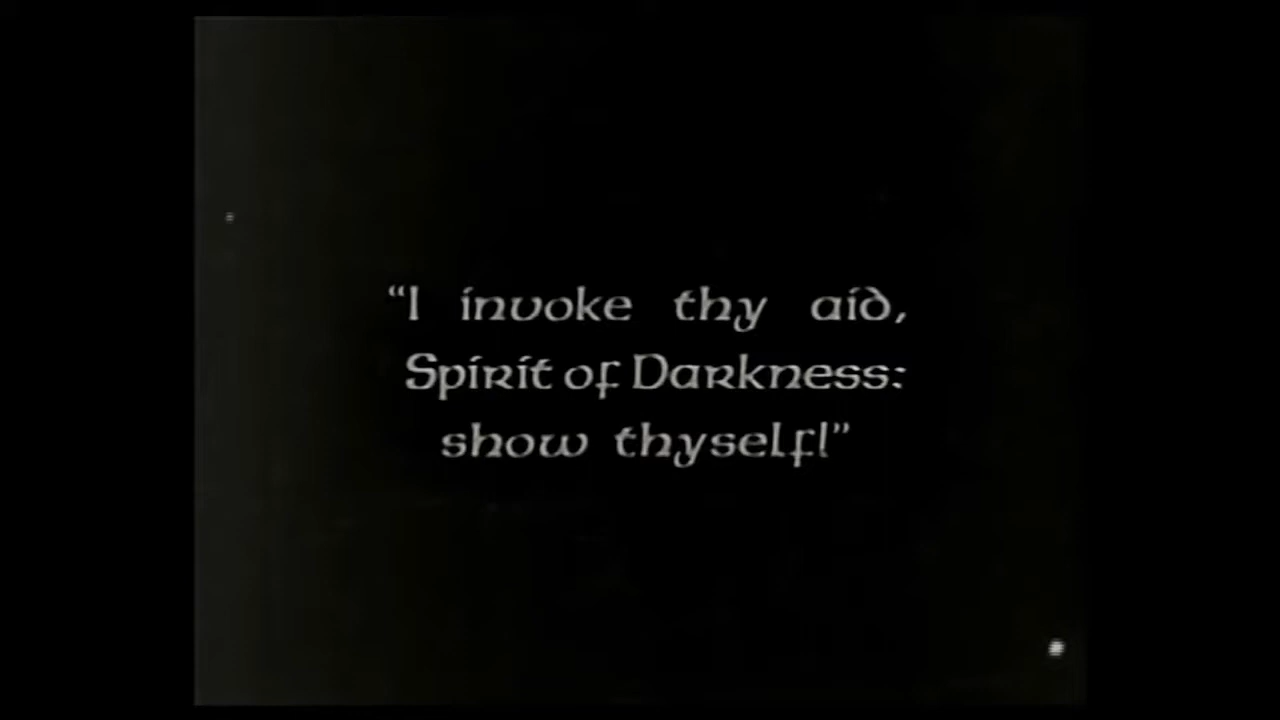 “I invoke thy aid,
Spirit of Darkness:
show thyself!”